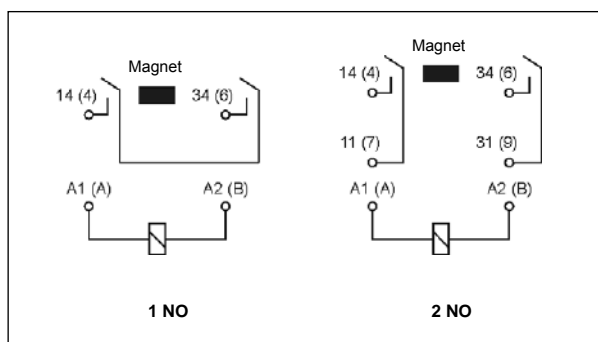 Magnet
14 (4)
34 (6)
A1 (A)
A2 (B)
1 NO
Magnet
14 (4)
34 (6)
11 (7)
31 (9)
A1 (A)
A2 (B)
2 NO